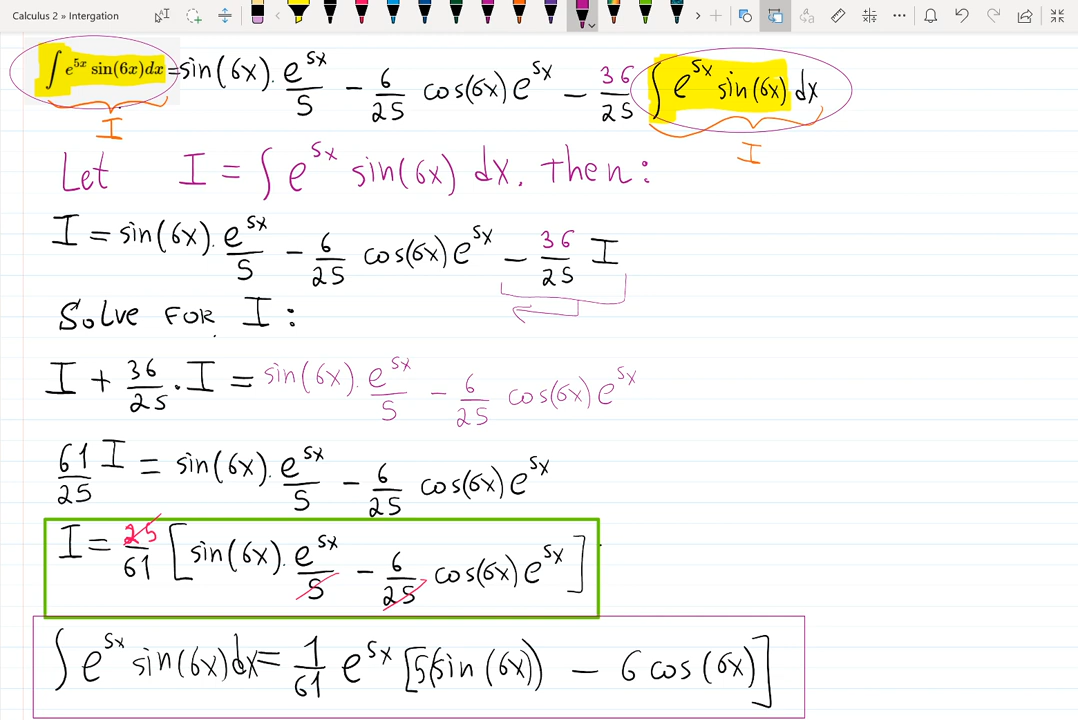 Calculus 2 » Intergation
∫ e^{5x} sin(6x)dx = sin(6x) · e^{5x}/5 − 6/25 cos(6x) e^{5x} − 36/25 ∫ e^{5x} sin(6x) dx
I I
Let I = ∫ e^{5x} sin(6x) dx. Then:
I = sin(6x) · e^{5x}/5 − 6/25 cos(6x) e^{5x} − 36/25 I
Solve FOR I:
I + 36/25 · I = sin(6x) · e^{5x}/5 − 6/25 cos(6x) e^{5x}
61/25 I = sin(6x) · e^{5x}/5 − 6/25 cos(6x) e^{5x}
I = 25/61 [sin(6x) · e^{5x}/5 − 6/25 cos(6x) e^{5x}]
∫ e^{5x} sin(6x)dx = 1/61 e^{5x} [5(sin(6x)) − 6 cos(6x)]